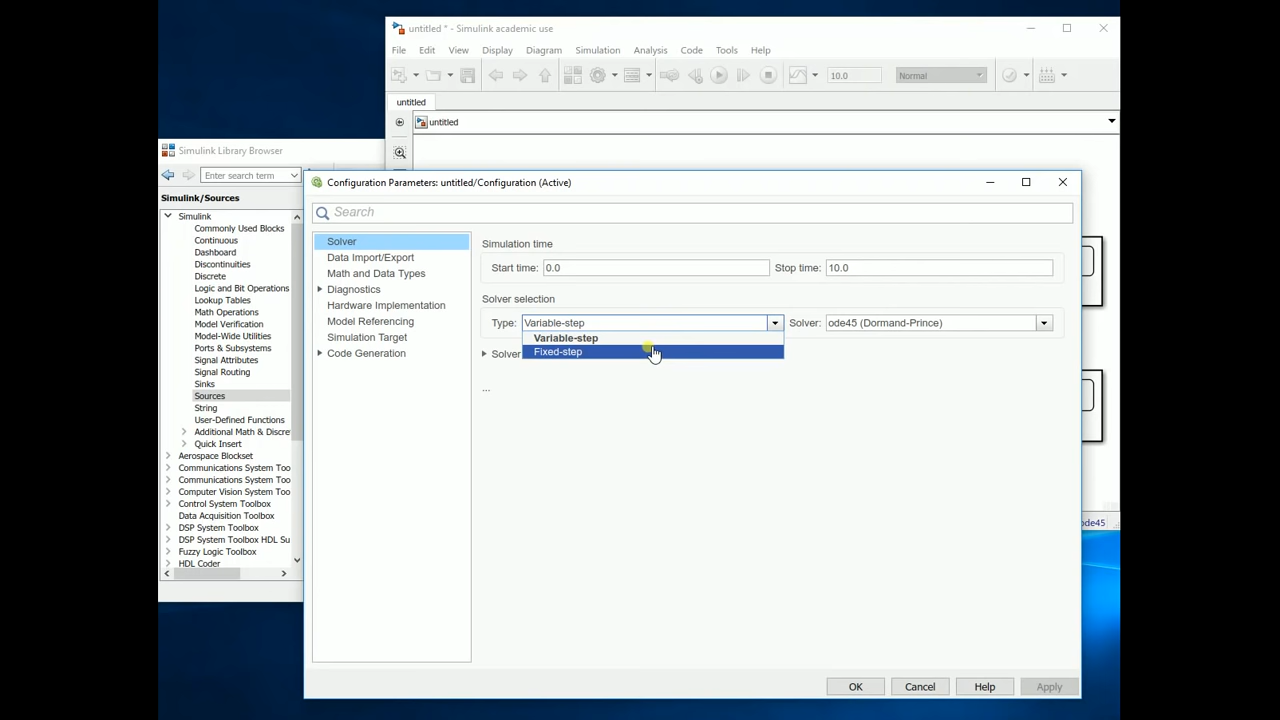 untitled * - Simulink academic use
File Edit View Display Diagram Simulation Analysis Code Tools Help
10.0 Normal
untitled
untitled
Simulink Library Browser
Enter search term
Simulink/Sources
Simulink
Commonly Used Blocks
Continuous
Dashboard
Discontinuities
Discrete
Logic and Bit Operations
Lookup Tables
Math Operations
Model Verification
Model-Wide Utilities
Ports & Subsystems
Signal Attributes
Signal Routing
Sinks
Sources
String
User-Defined Functions
Additional Math & Discre
Quick Insert
Aerospace Blockset
Communications System Too
Communications System Too
Computer Vision System Too
Control System Toolbox
Data Acquisition Toolbox
DSP System Toolbox
DSP System Toolbox HDL Su
Fuzzy Logic Toolbox
HDL Coder
Configuration Parameters: untitled/Configuration (Active)
Search
Solver
Data Import/Export
Math and Data Types
Diagnostics
Hardware Implementation
Model Referencing
Simulation Target
Code Generation
Simulation time
Start time: 0.0 Stop time: 10.0
Solver selection
Type: Variable-step Solver: ode45 (Dormand-Prince)
Variable-step
Fixed-step
Solver
...
OK Cancel Help Apply
ode45